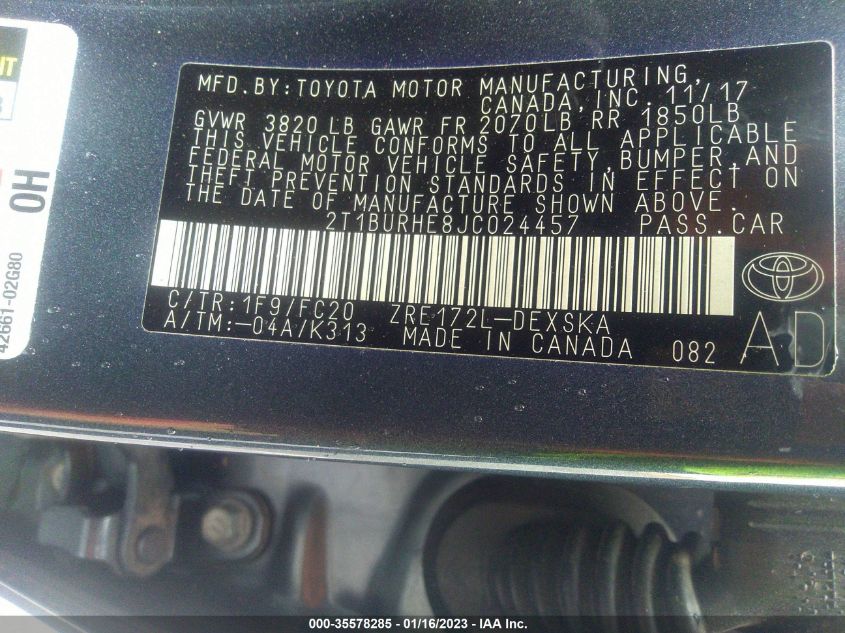 MFD.BY:TOYOTA MOTOR MANUFACTURING,
CANADA,INC. 11/17
GVWR 3820 LB GAWR FR 2070LB RR 1850LB
THIS VEHICLE CONFORMS TO ALL APPLICABLE
FEDERAL MOTOR VEHICLE SAFETY, BUMPER, AND
THEFT PREVENTION STANDARDS IN EFFECT ON
THE DATE OF MANUFACTURE SHOWN ABOVE.
2T1BURHE8JC024457 PASS.CAR
C/TR:1F9/FC20 ZRE172L-DEXSKA
A/TM:-04A/K313 MADE IN CANADA 082
AD
OH
42661-02G80
000-35578285 - 01/16/2023 - IAA Inc.